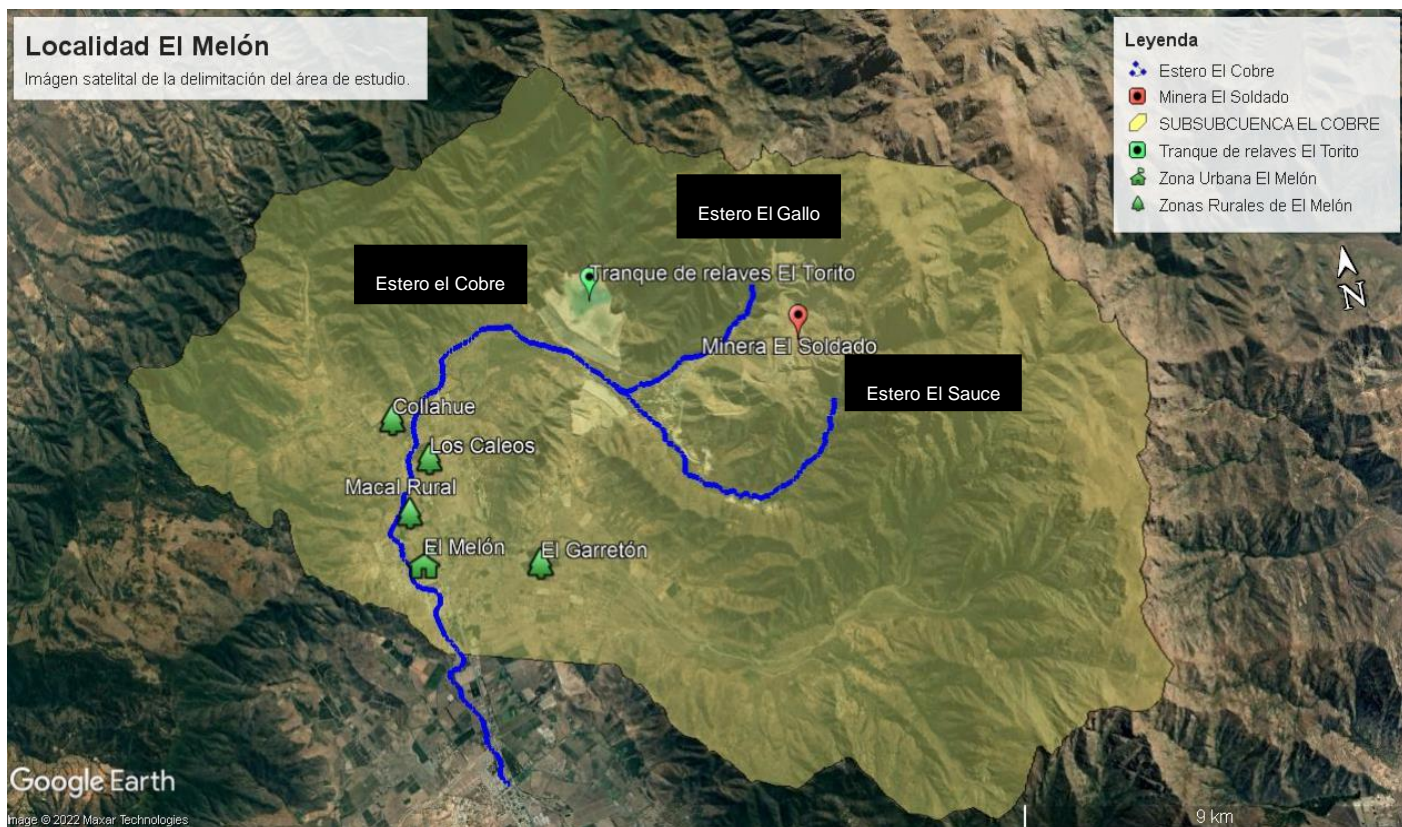 Localidad El Melón
Imágen satelital de la delimitación del área de estudio.
Leyenda
Estero El Cobre
Minera El Soldado
SUBSUBCUENCA EL COBRE
Tranque de relaves El Torito
Zona Urbana El Melón
Zonas Rurales de El Melón
N
Estero El Gallo
Estero el Cobre
Tranque de relaves El Torito
Minera El Soldado
Estero El Sauce
Collahue
Los Caleos
Macal Rural
El Melón
El Garretón
Google Earth
Image © 2022 Maxar Technologies
9 km